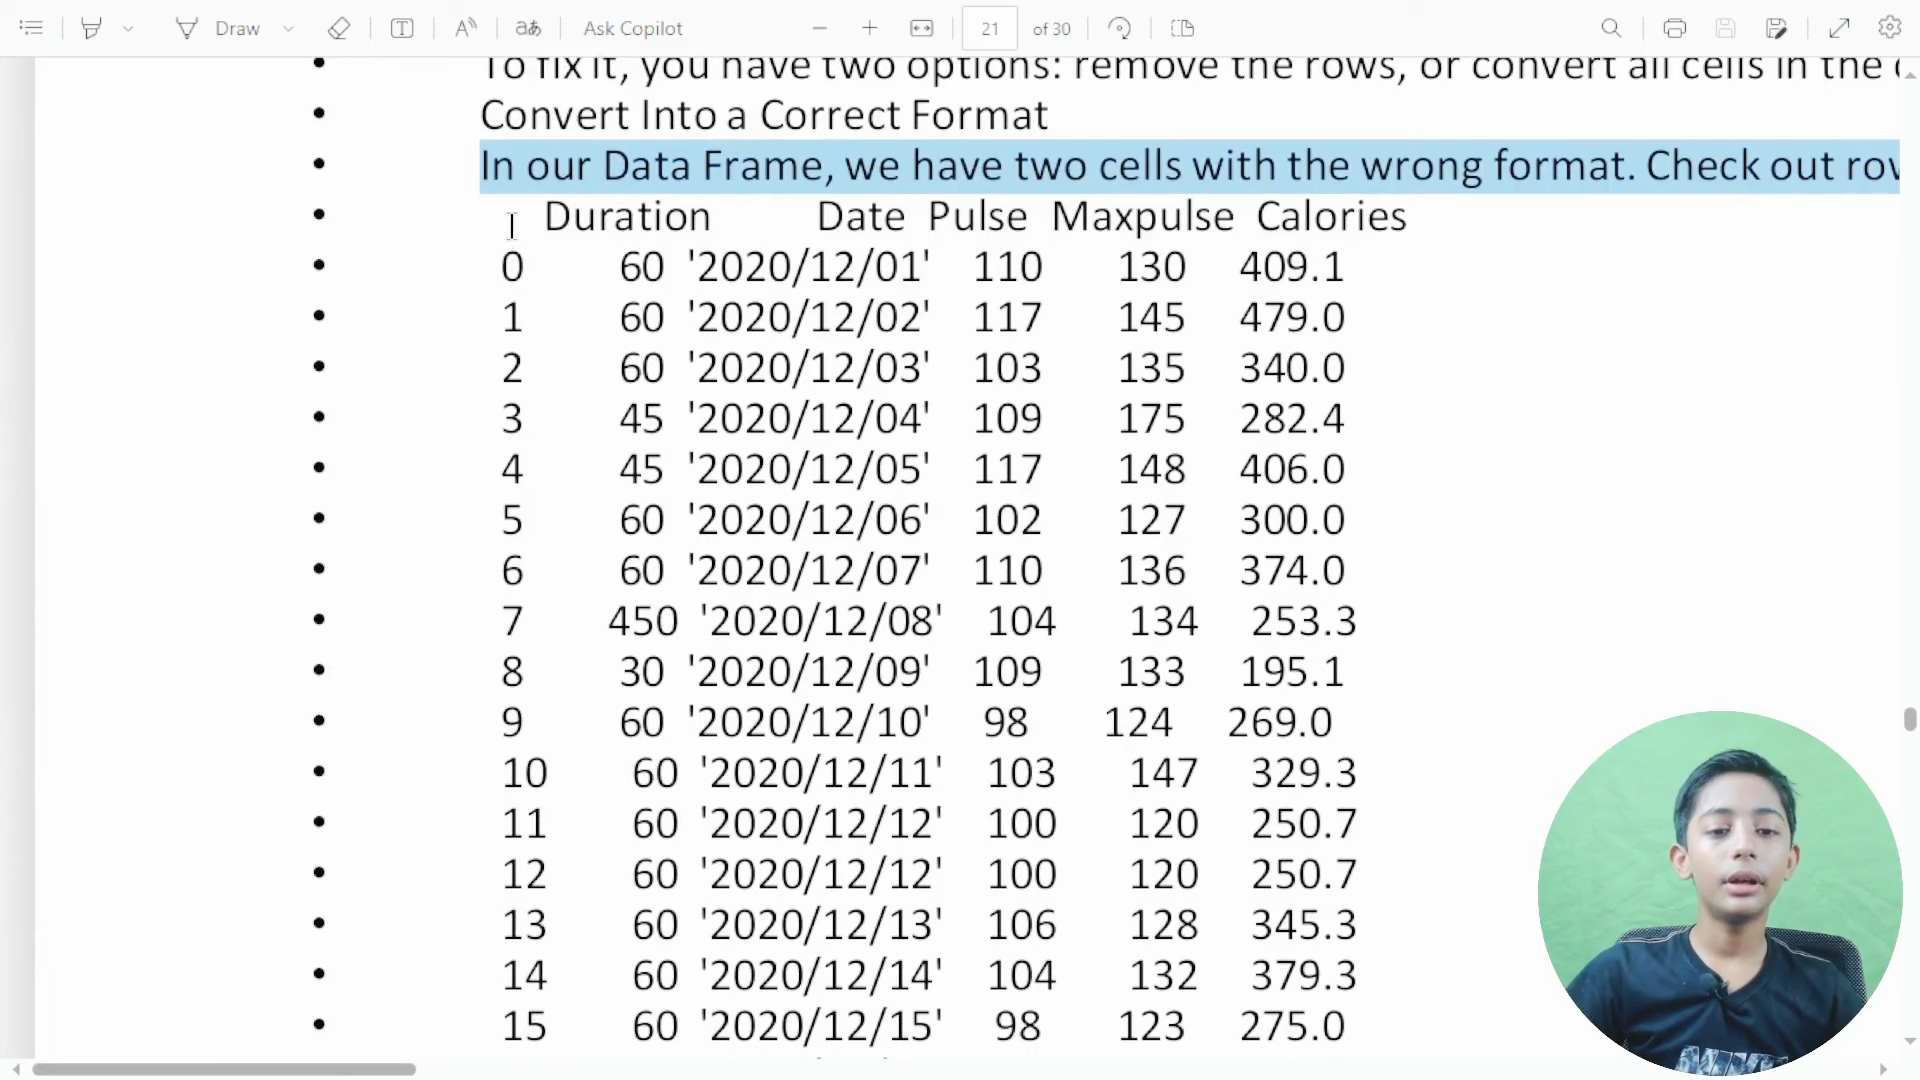 Draw
Ask Copilot
21 of 30
To fix it, you have two options: remove the rows, or convert all cells in the
Convert Into a Correct Format
In our Data Frame, we have two cells with the wrong format. Check out
Duration Date Pulse Maxpulse Calories
0 60 '2020/12/01' 110 130 409.1
1 60 '2020/12/02' 117 145 479.0
2 60 '2020/12/03' 103 135 340.0
3 45 '2020/12/04' 109 175 282.4
4 45 '2020/12/05' 117 148 406.0
5 60 '2020/12/06' 102 127 300.0
6 60 '2020/12/07' 110 136 374.0
7 450 '2020/12/08' 104 134 253.3
8 30 '2020/12/09' 109 133 195.1
9 60 '2020/12/10' 98 124 269.0
10 60 '2020/12/11' 103 147 329.3
11 60 '2020/12/12' 100 120 250.7
12 60 '2020/12/12' 100 120 250.7
13 60 '2020/12/13' 106 128 345.3
14 60 '2020/12/14' 104 132 379.3
15 60 '2020/12/15' 98 123 275.0